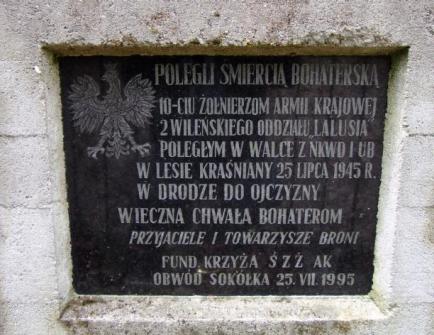 POLEGLI ŚMIERCIĄ BOHATERSKĄ
10-CIU ŻOŁNIERZOM ARMII KRAJOWEJ
2 WILEŃSKIEGO ODDZIAŁU „LALUSIA”
POLEGŁYM W WALCE Z NKWD I UB
W LESIE KRAŚNIANY 25 LIPCA 1945 R.
W DRODZE DO OJCZYZNY
WIECZNA CHWAŁA BOHATEROM
PRZYJACIELE I TOWARZYSZE BRONI
FUND. KRZYŻA Ś Z Ż AK
OBWÓD SOKÓŁKA 25. VII. 1995